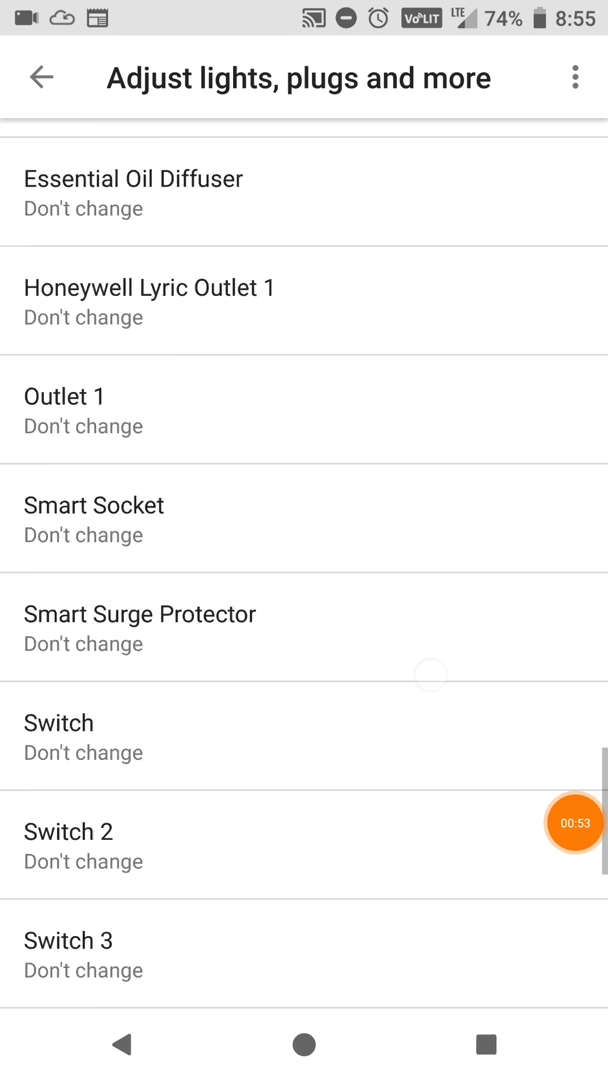 VoLIT LTE 74% 8:55
Adjust lights, plugs and more
Essential Oil Diffuser
Don't change
Honeywell Lyric Outlet 1
Don't change
Outlet 1
Don't change
Smart Socket
Don't change
Smart Surge Protector
Don't change
Switch
Don't change
Switch 2
Don't change
00:53
Switch 3
Don't change